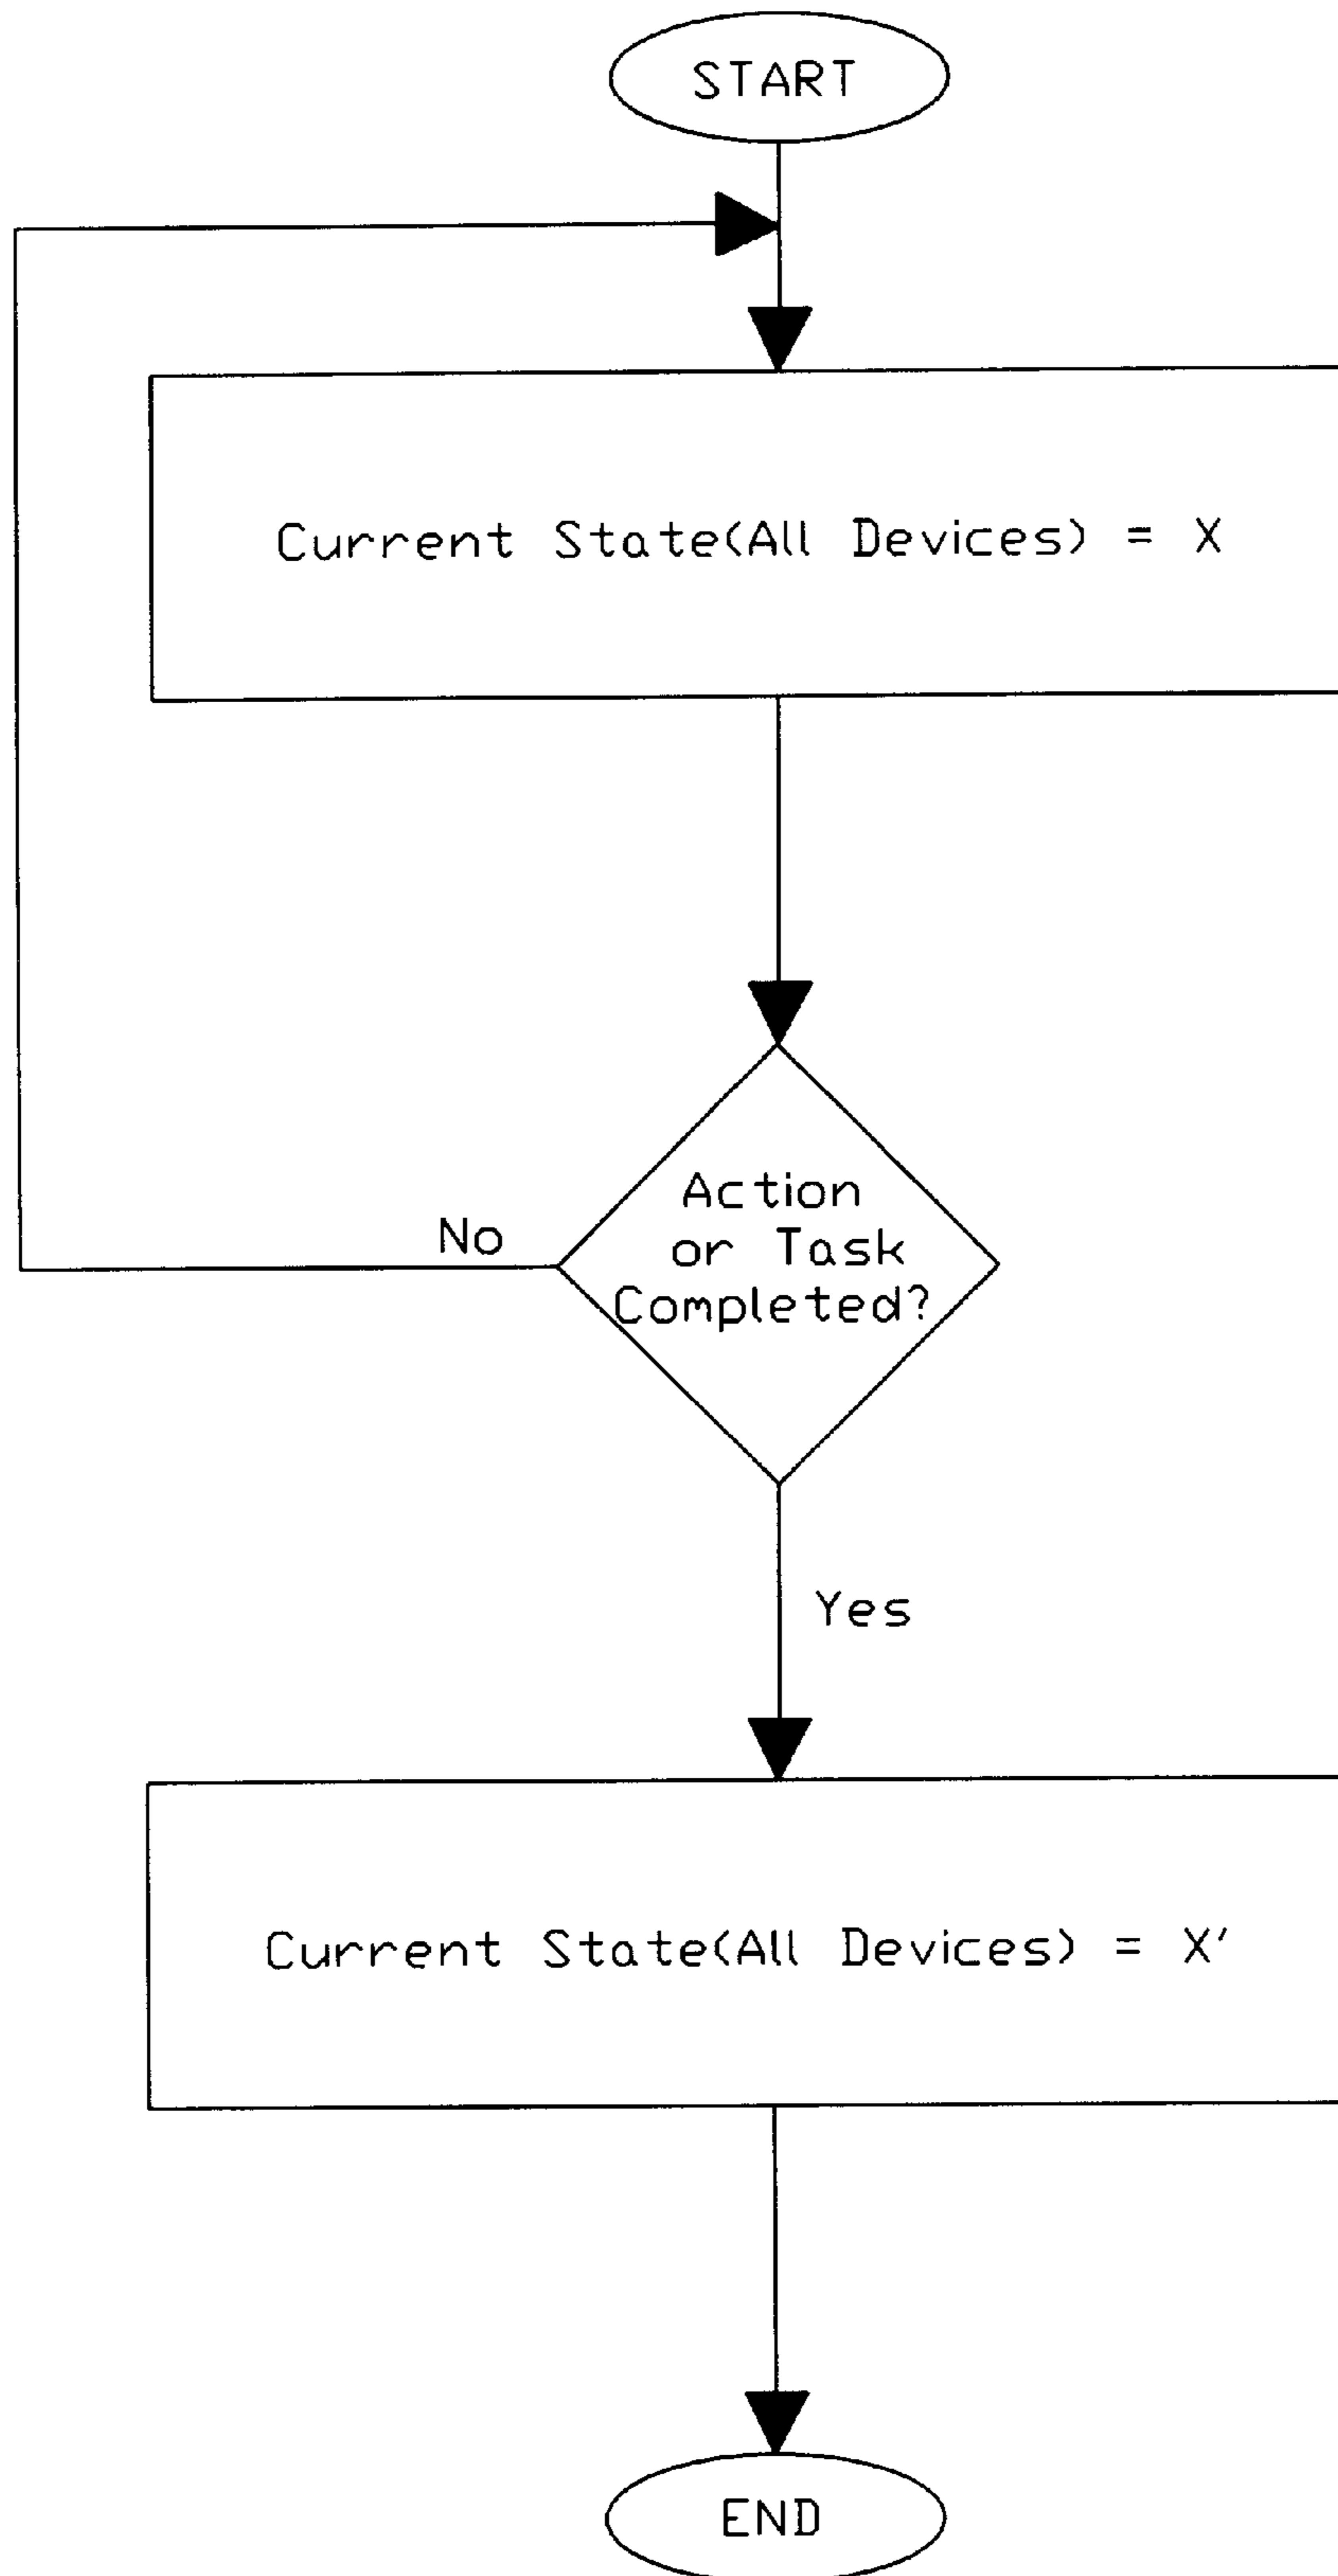 START
Current State(All Devices) = X
Action
or Task
Completed?
No
Yes
Current State(All Devices) = X'
END